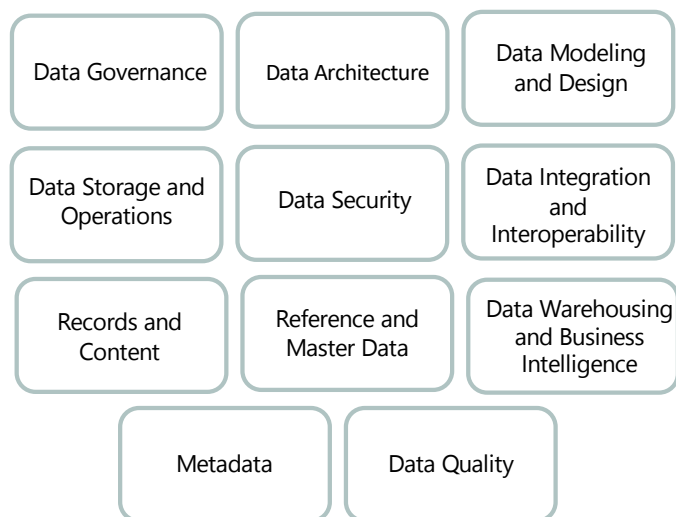 Data Governance
Data Architecture
Data Modeling
and Design
Data Storage and
Operations
Data Security
Data Integration
and
Interoperability
Records and
Content
Reference and
Master Data
Data Warehousing
and Business
Intelligence
Metadata
Data Quality